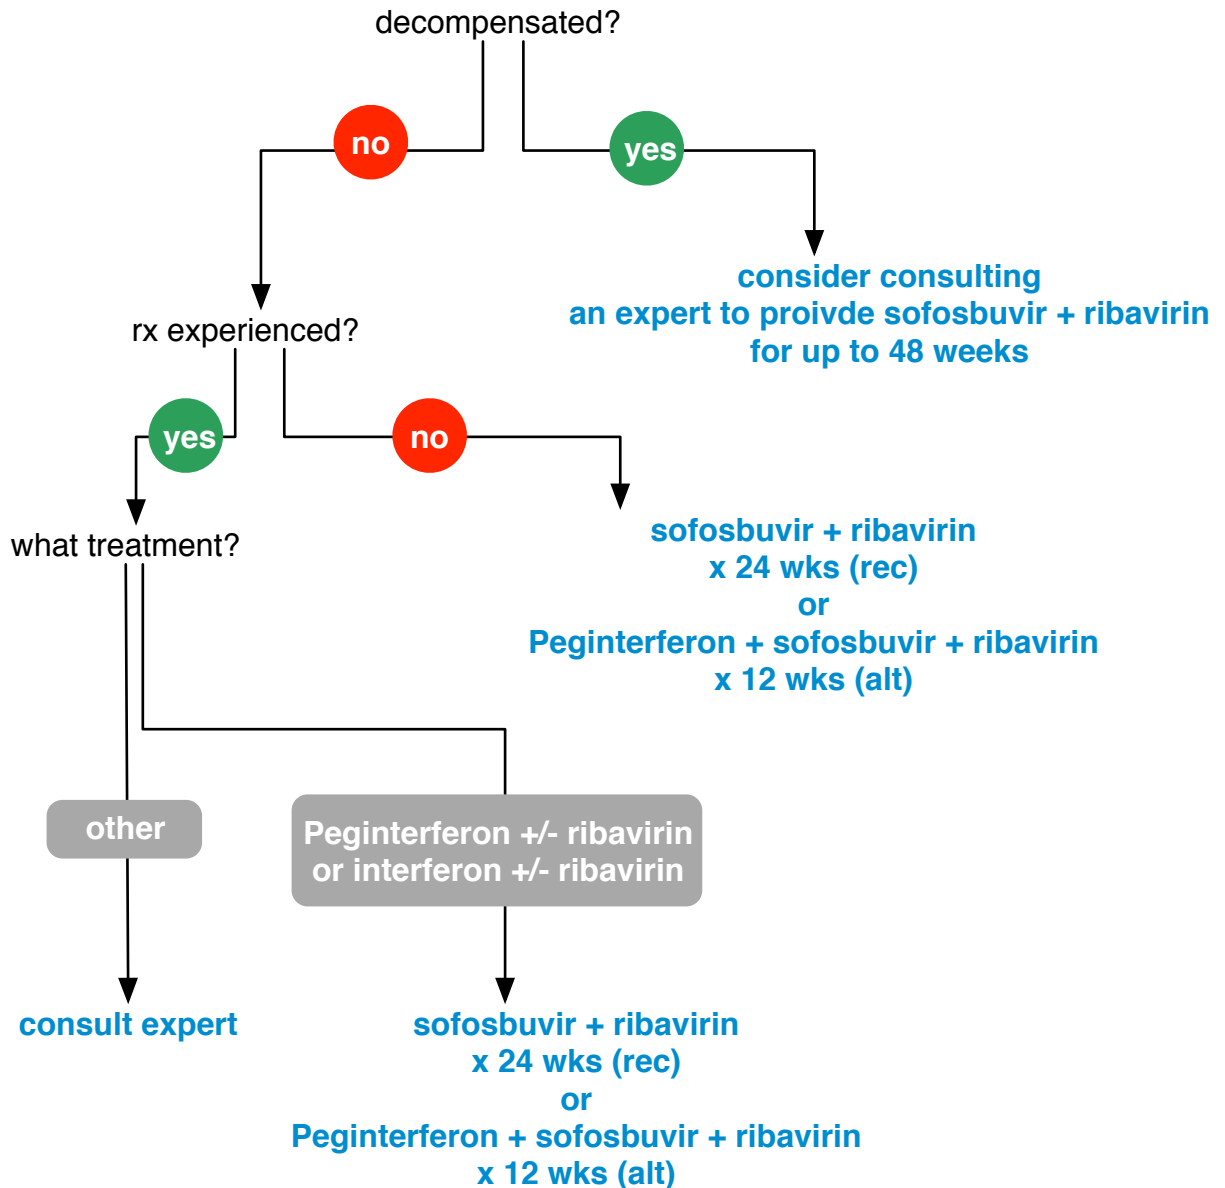 decompensated?
no
yes
consider consulting
an expert to proivde sofosbuvir + ribavirin
for up to 48 weeks
rx experienced?
yes
no
what treatment?
sofosbuvir + ribavirin
x 24 wks (rec)
or
Peginterferon + sofosbuvir + ribavirin
x 12 wks (alt)
other
Peginterferon +/- ribavirin
or interferon +/- ribavirin
consult expert
sofosbuvir + ribavirin
x 24 wks (rec)
or
Peginterferon + sofosbuvir + ribavirin
x 12 wks (alt)